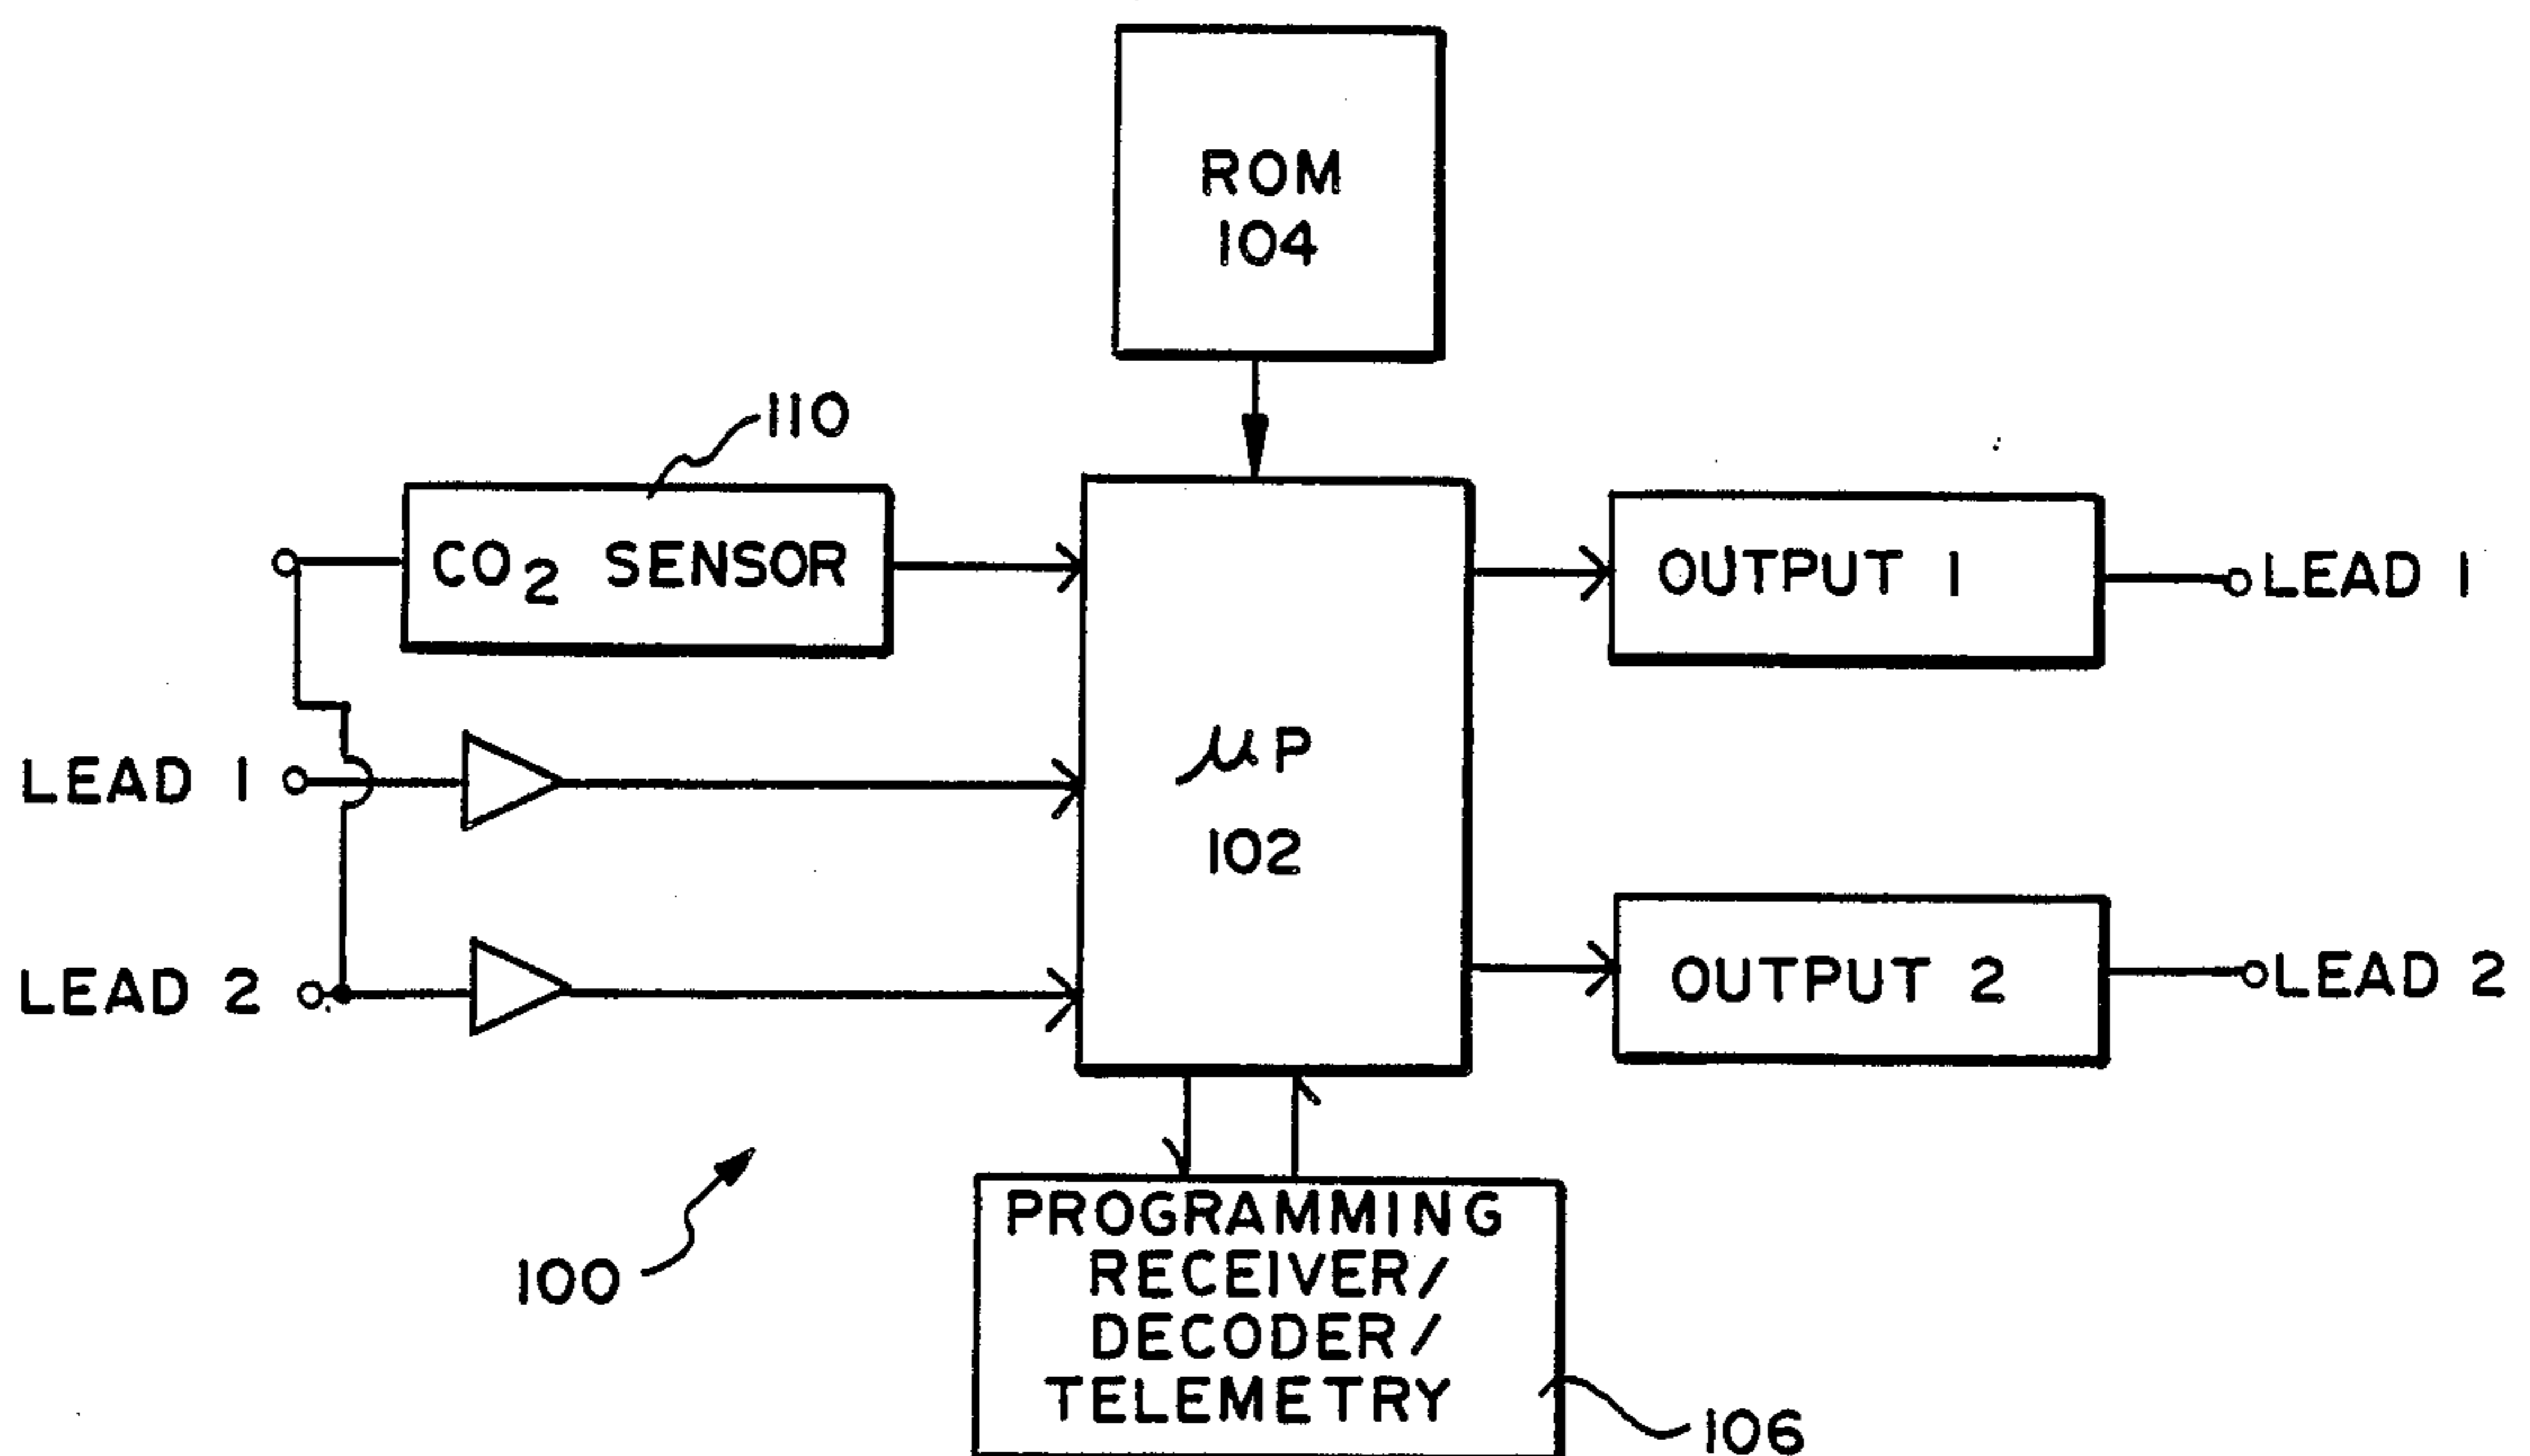 ROM
104
110
CO₂ SENSOR
OUTPUT 1
LEAD 1
LEAD 1
μP
102
LEAD 2
OUTPUT 2
LEAD 2
100
PROGRAMMING
RECEIVER/
DECODER/
TELEMETRY
106